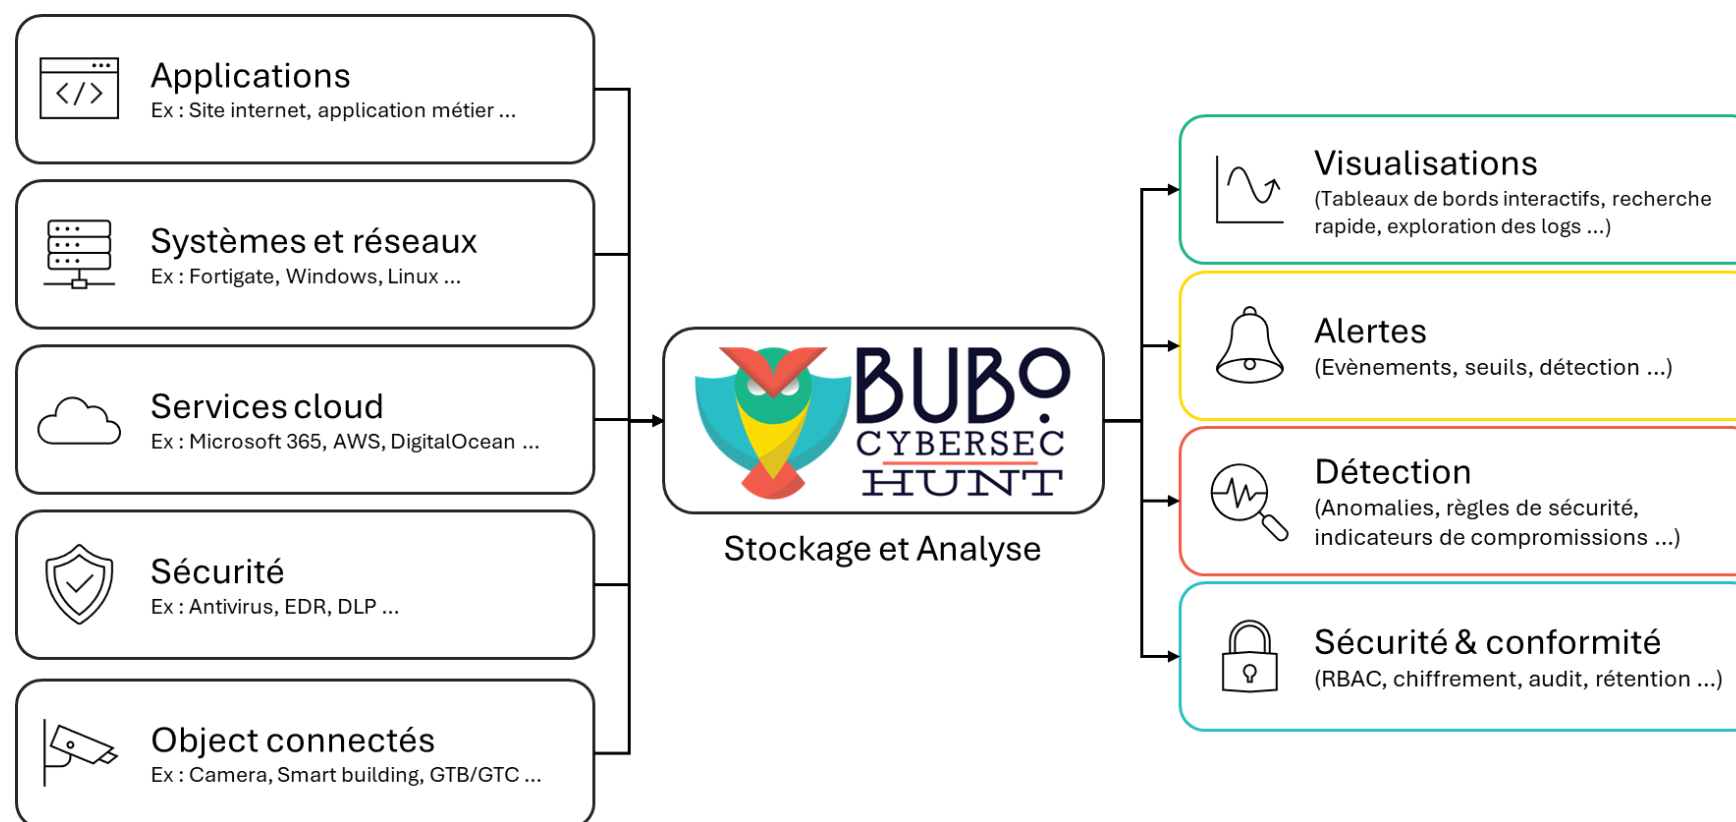 Applications
Ex : Site internet, application métier ...
Systèmes et réseaux
Ex : Fortigate, Windows, Linux ...
Services cloud
Ex : Microsoft 365, AWS, DigitalOcean ...
Sécurité
Ex : Antivirus, EDR, DLP ...
Object connectés
Ex : Camera, Smart building, GTB/GTC ...
BUBO
CYBERSEC
HUNT
Stockage et Analyse
Visualisations
(Tableaux de bords interactifs, recherche
rapide, exploration des logs ...)
Alertes
(Evènements, seuils, détection ...)
Détection
(Anomalies, règles de sécurité,
indicateurs de compromissions ...)
Sécurité & conformité
(RBAC, chiffrement, audit, rétention ...)